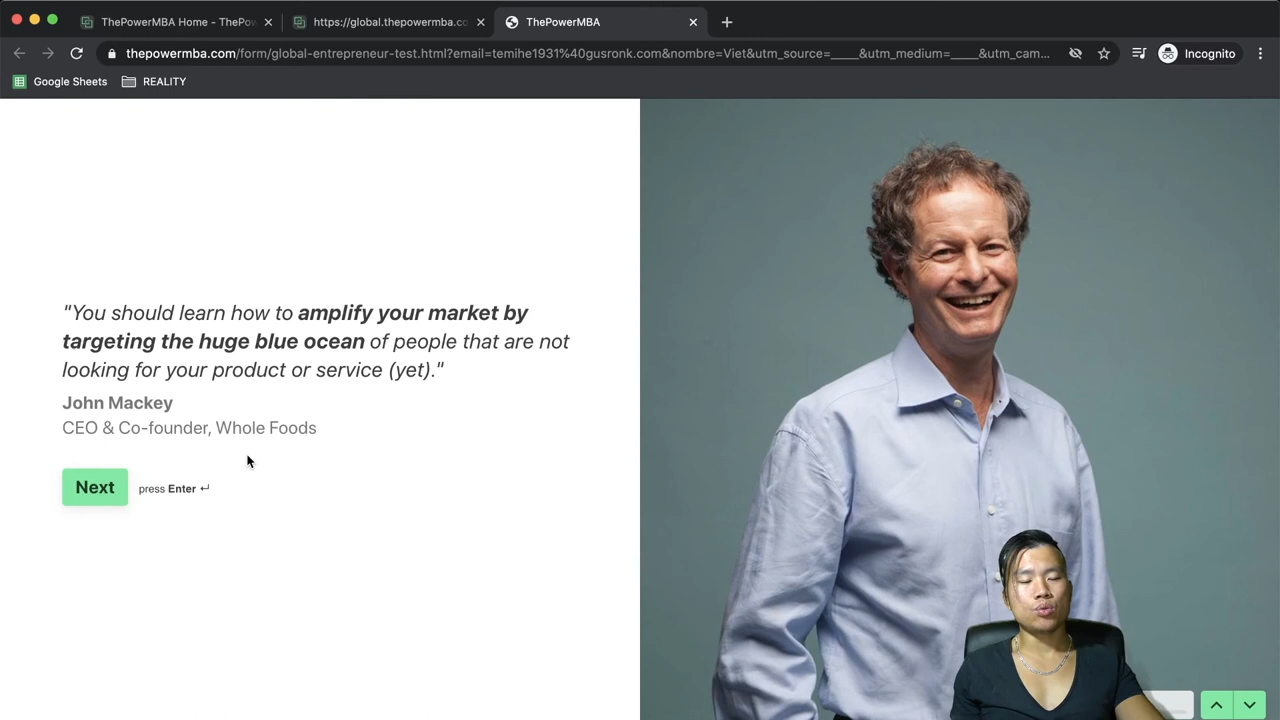 ThePowerMBA Home - ThePow
https://global.thepowermba.co
ThePowerMBA
thepowermba.com/form/global-entrepreneur-test.html?email=temihe1931%40gusronk.com&nombre=Viet&utm_source=____&utm_medium=____&utm_cam...
Incognito
Google Sheets
REALITY
"You should learn how to amplify your market by
targeting the huge blue ocean of people that are not
looking for your product or service (yet)."
John Mackey
CEO & Co-founder, Whole Foods
Next
press Enter ↵